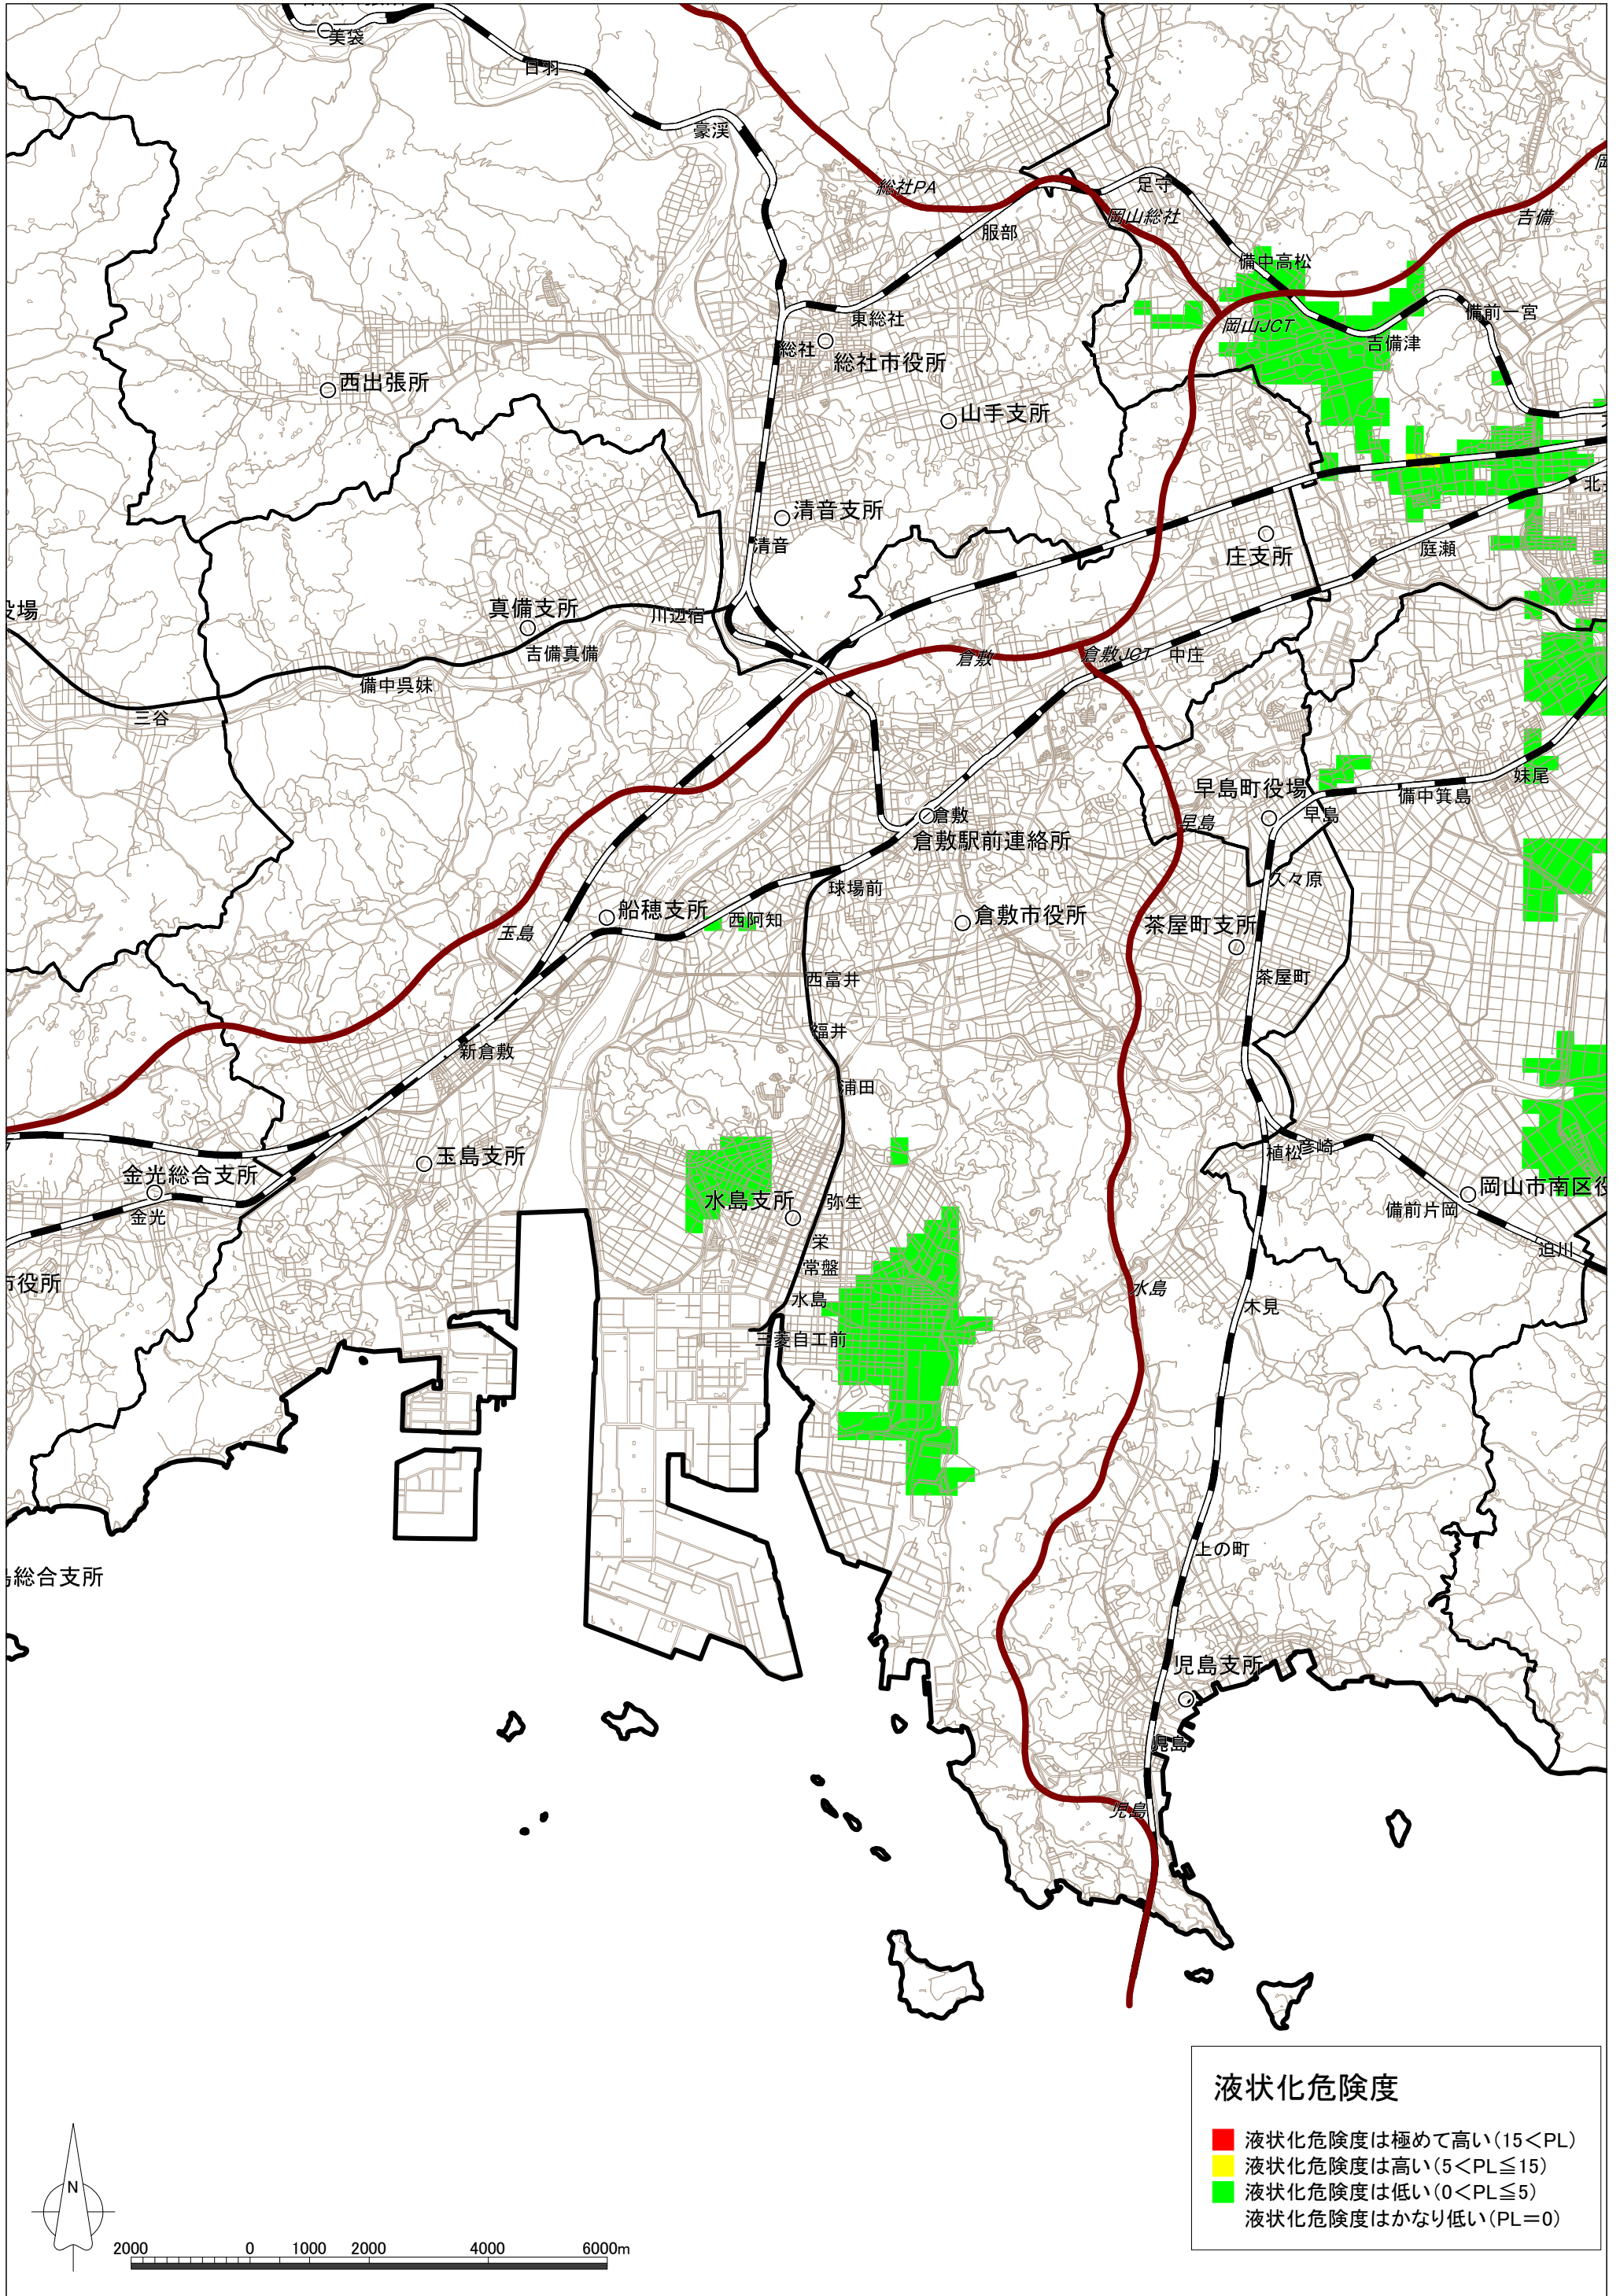 美袋
日羽
豪渓
総社PA
足守
岡山総社
吉備
服部
備中高松
備前一宮
岡山JCT
吉備津
東総社
総社
総社市役所
西出張所
山手支所
清音支所
清音
庄支所
庭瀬
役場
真備支所
川辺宿
吉備真備
倉敷
倉敷JCT
中庄
備中呉妹
三谷
妹尾
早島町役場
備中箕島
早島
早島
倉敷
倉敷駅前連絡所
球場前
久々原
船穂支所
西阿知
倉敷市役所
茶屋町支所
玉島
西富井
茶屋町
福井
新倉敷
浦田
植松
彦崎
玉島支所
金光総合支所
水島支所
弥生
岡山市南区役
金光
備前片岡
栄
迫川
常盤
市役所
水島
水島
木見
三菱自工前
上の町
島総合支所
児島支所
児島
児島
液状化危険度
液状化危険度は極めて高い(15<PL)
液状化危険度は高い(5<PL≦15)
液状化危険度は低い(0<PL≦5)
液状化危険度はかなり低い(PL=0)
N
2000 0 1000 2000 4000 6000m